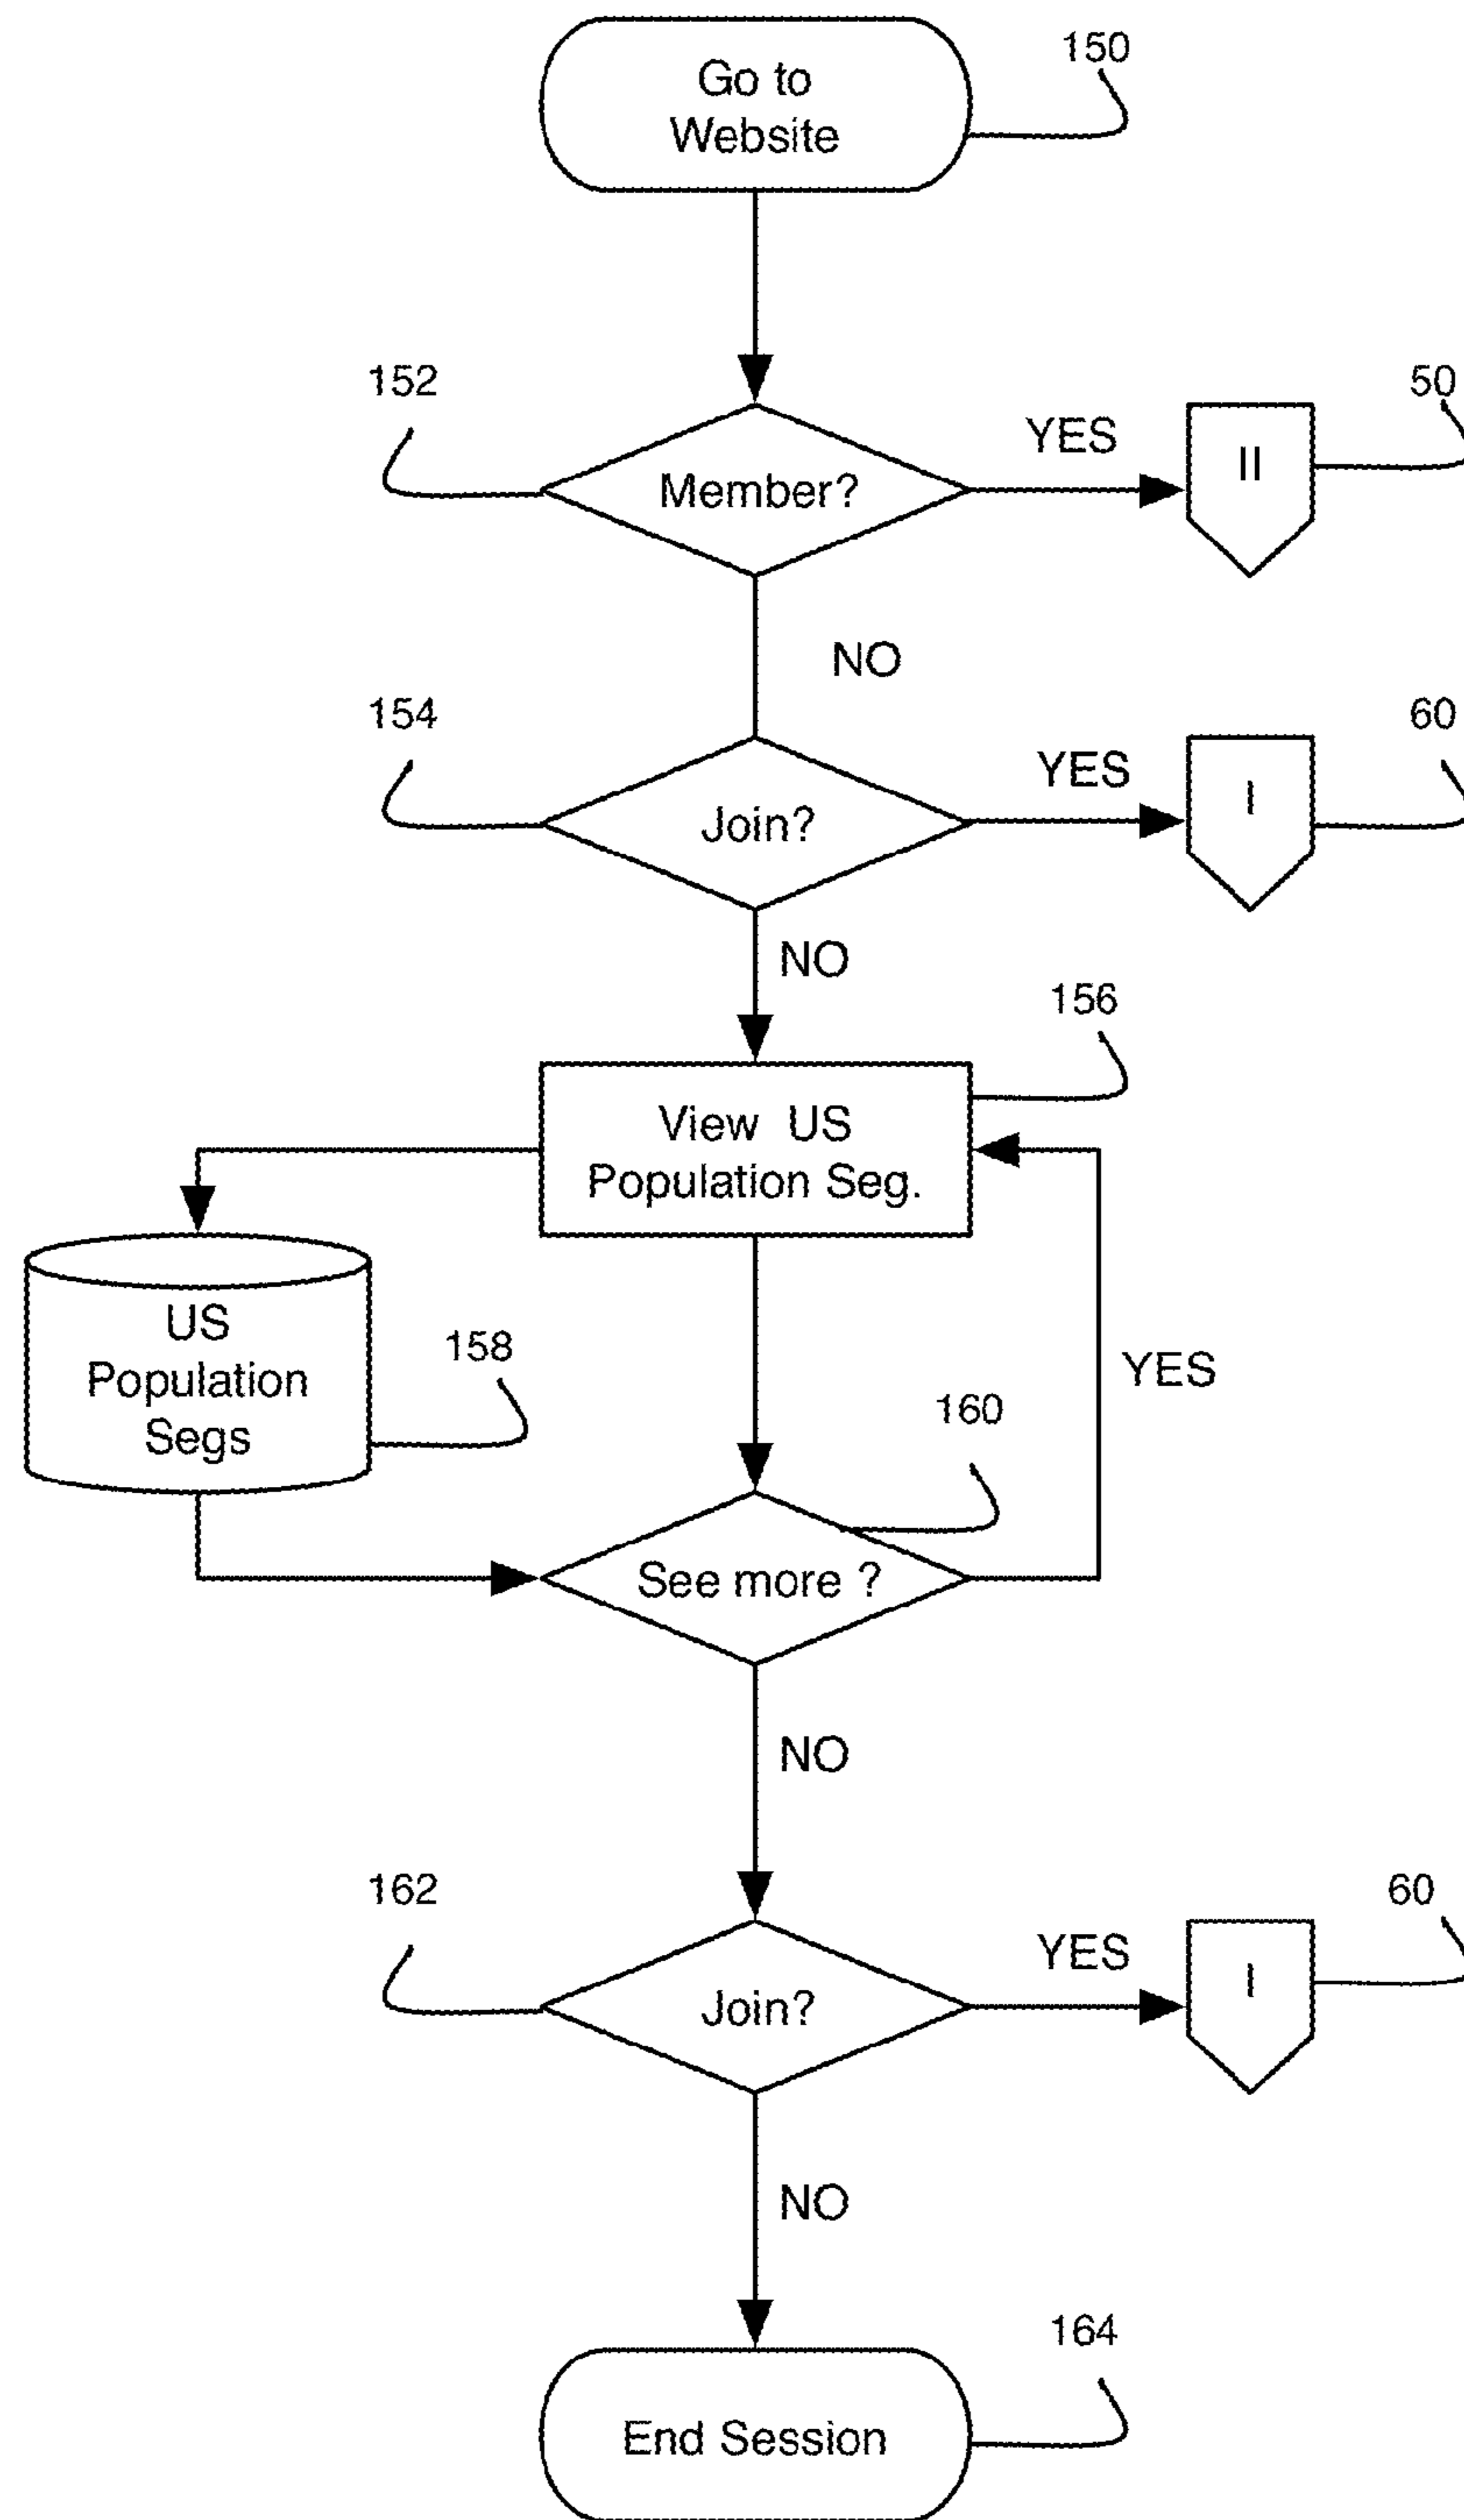 Go to
Website
150
152
Member?
YES
II
50
NO
154
Join?
YES
I
60
NO
156
View US
Population Seg.
US
Population
Segs
158
YES
160
See more ?
NO
162
Join?
YES
I
60
NO
164
End Session